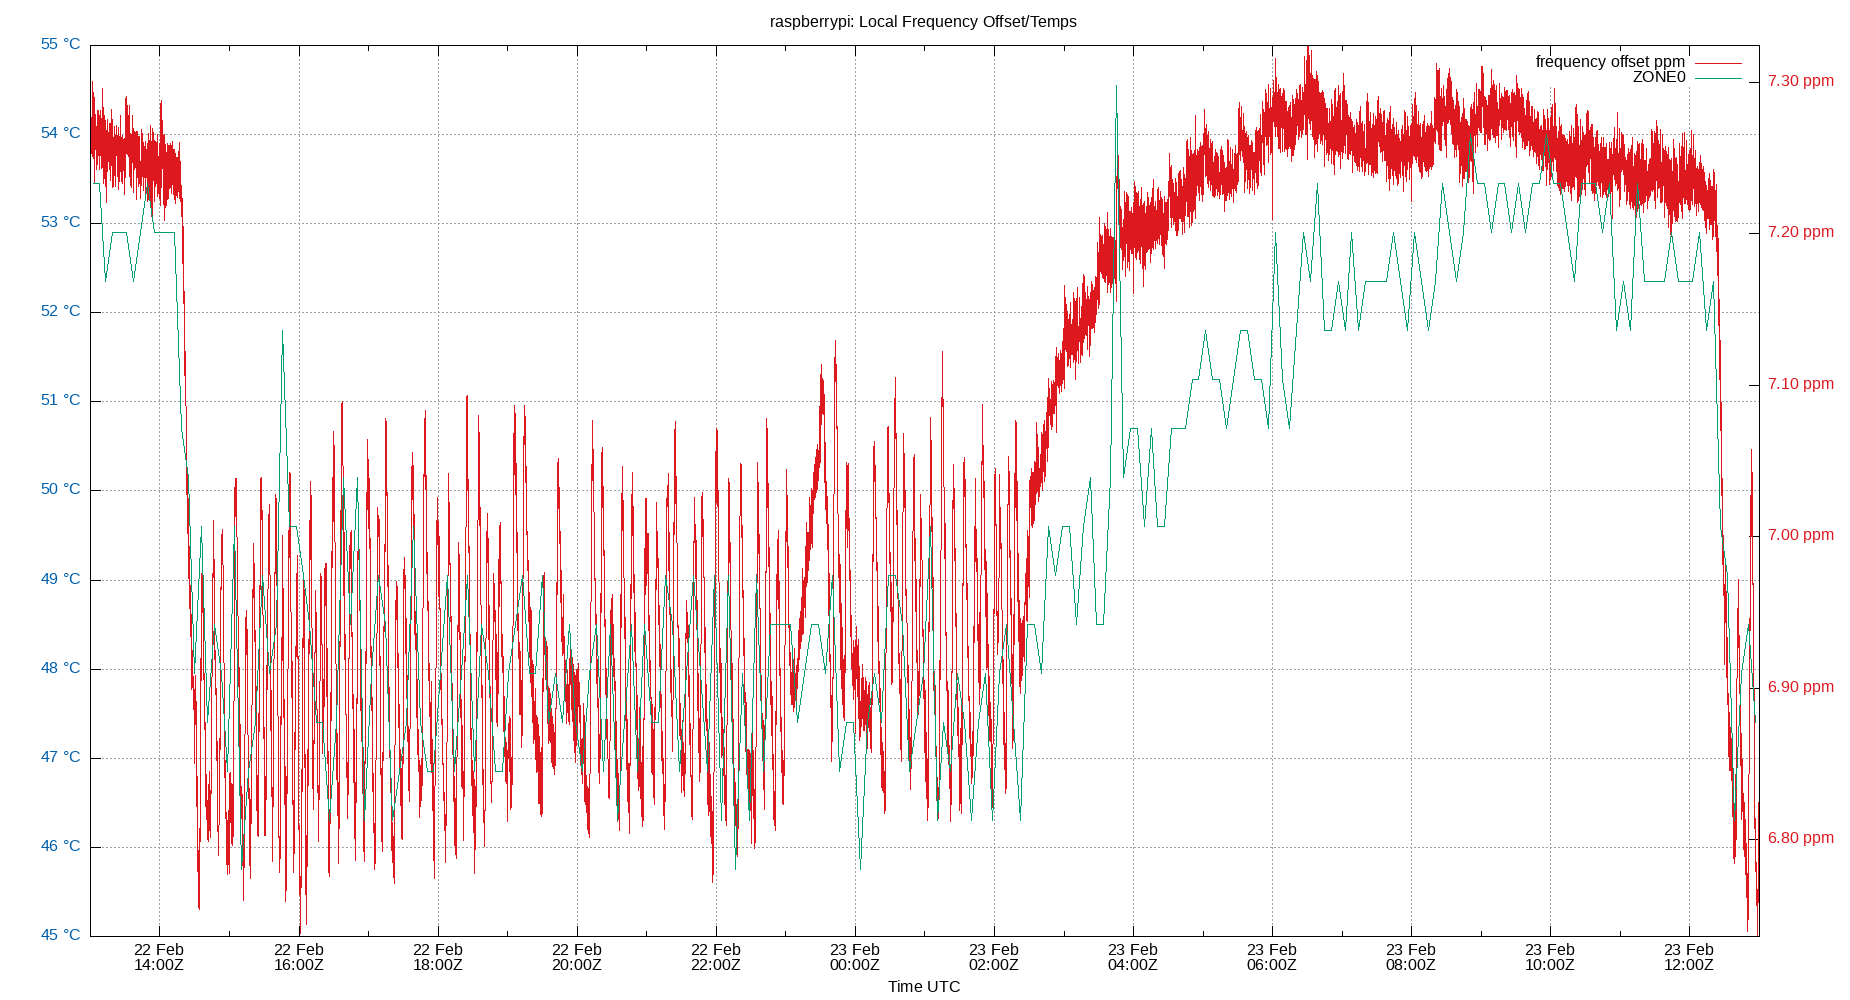 raspberrypi: Local Frequency Offset/Temps
frequency offset ppm
ZONE0
55 °C
54 °C
53 °C
52 °C
51 °C
50 °C
49 °C
48 °C
47 °C
46 °C
45 °C
7.30 ppm
7.20 ppm
7.10 ppm
7.00 ppm
6.90 ppm
6.80 ppm
22 Feb
14:00Z
22 Feb
16:00Z
22 Feb
18:00Z
22 Feb
20:00Z
22 Feb
22:00Z
23 Feb
00:00Z
23 Feb
02:00Z
23 Feb
04:00Z
23 Feb
06:00Z
23 Feb
08:00Z
23 Feb
10:00Z
23 Feb
12:00Z
Time UTC